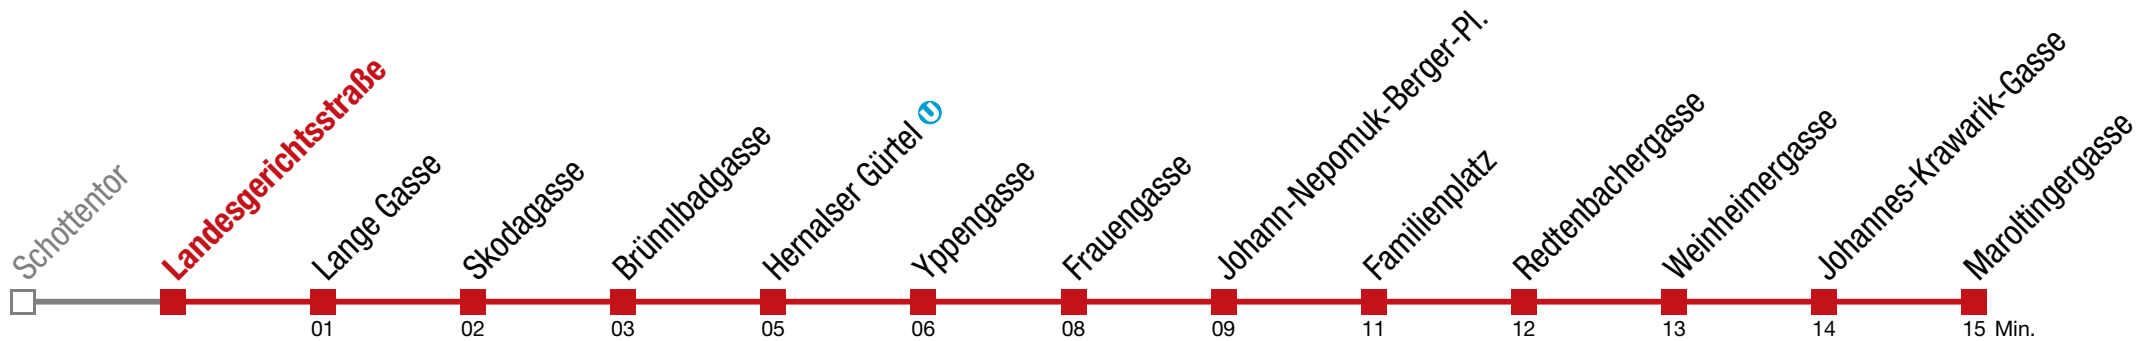 Schottentor
Landesgerichtsstraße
Lange Gasse
Skodagasse
Brünnlbadgasse
Hernalser Gürtel U
Yppengasse
Frauengasse
Johann-Nepomuk-Berger-Pl.
Familienplatz
Redtenbachergasse
Weinheimergasse
Johannes-Krawarik-Gasse
Maroltingergasse
01 02 03 05 06 08 09 11 12 13 14 15 Min.